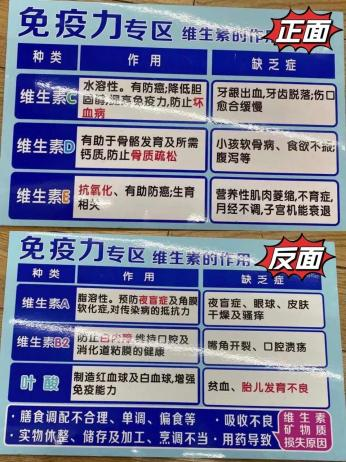 免疫力专区 维生素的作用
正面
种类 作用 缺乏症
维生素C
水溶性。有防癌;降低胆
固醇,提高免疫力,防止坏
血病
牙龈出血,牙齿脱落;伤口
愈合缓慢
维生素D
有助于骨骼发育及所需
钙质,防止骨质疏松
小孩软骨病、食欲不振,
腹泻等
维生素E
抗氧化、有助防癌;生育
相关
营养性肌肉萎缩,不育症,
月经不调,子宫机能衰退
免疫力专区 维生素的作用
反面
种类 作用 缺乏症
维生素A
脂溶性。预防夜盲症及角膜
软化症,对传染病的抵抗力
夜盲症、眼球、皮肤
干燥及骚痒
维生素B2
防止白内障,维持口腔及
消化道粘膜的健康
嘴角开裂、口腔溃疡
叶酸
制造红血球及白血球,增强
免疫能力
贫血、胎儿发育不良
·膳食调配不合理、单调、偏食等 ·吸收不良
·实物休整、储存及加工、烹调不当 ·用药导致
维生素
矿物质
损失原因